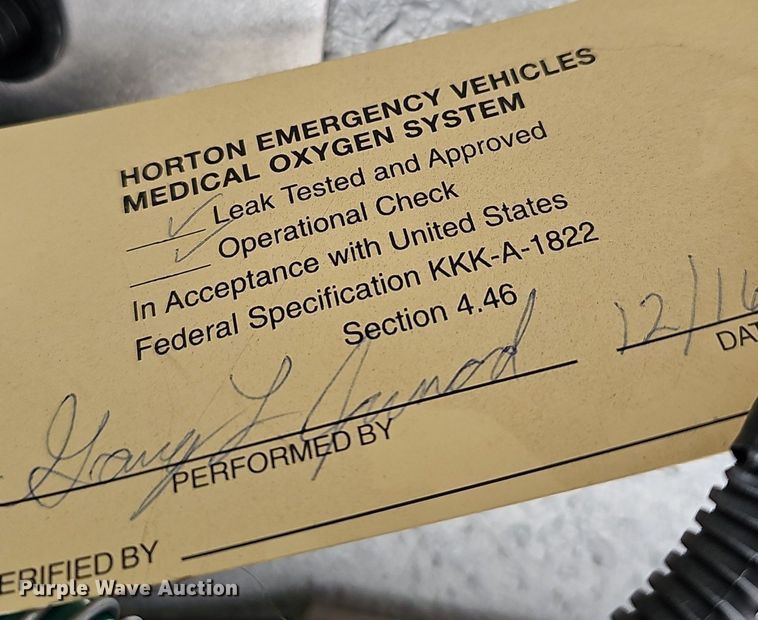 HORTON EMERGENCY VEHICLES
MEDICAL OXYGEN SYSTEM
✓ Leak Tested and Approved
✓ Operational Check
In Acceptance with United States
Federal Specification KKK-A-1822
Section 4.46
Gary L
12/16
PERFORMED BY
DAT
ERIFIED BY
Purple Wave Auction